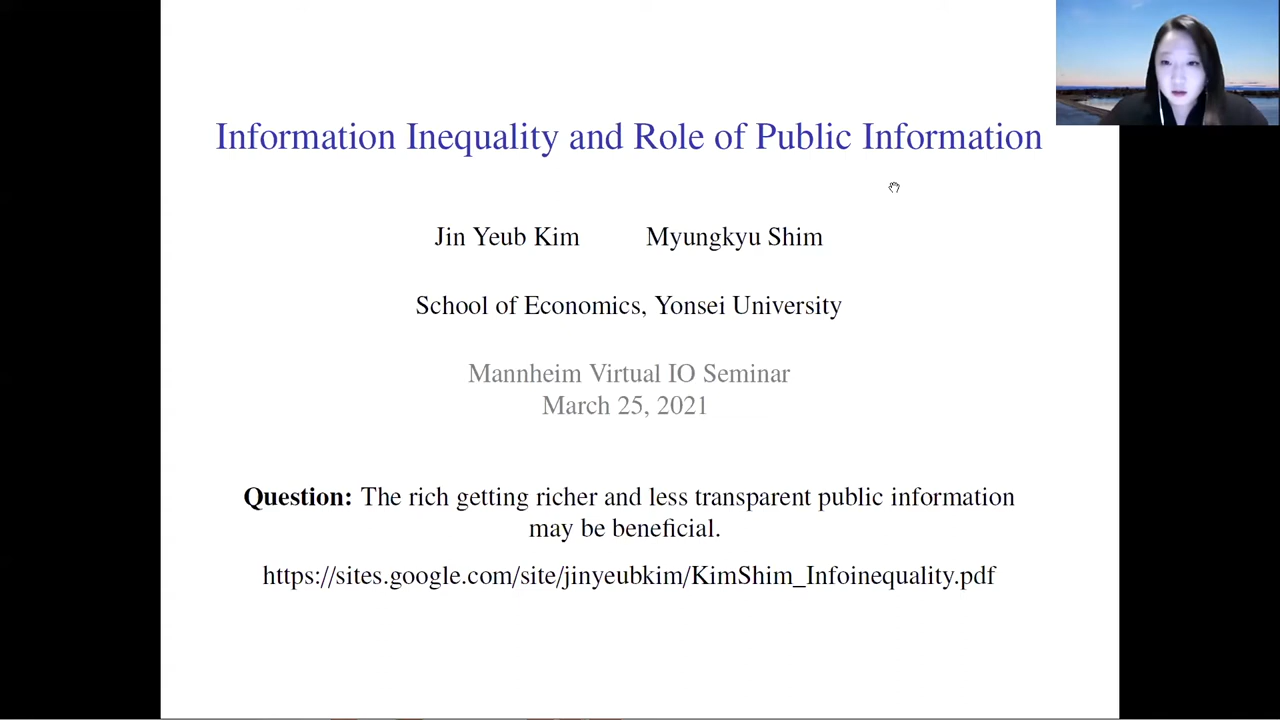 Information Inequality and Role of Public Information
Jin Yeub Kim Myungkyu Shim
School of Economics, Yonsei University
Mannheim Virtual IO Seminar
March 25, 2021
Question: The rich getting richer and less transparent public information
may be beneficial.
https://sites.google.com/site/jinyeubkim/KimShim_Infoinequality.pdf